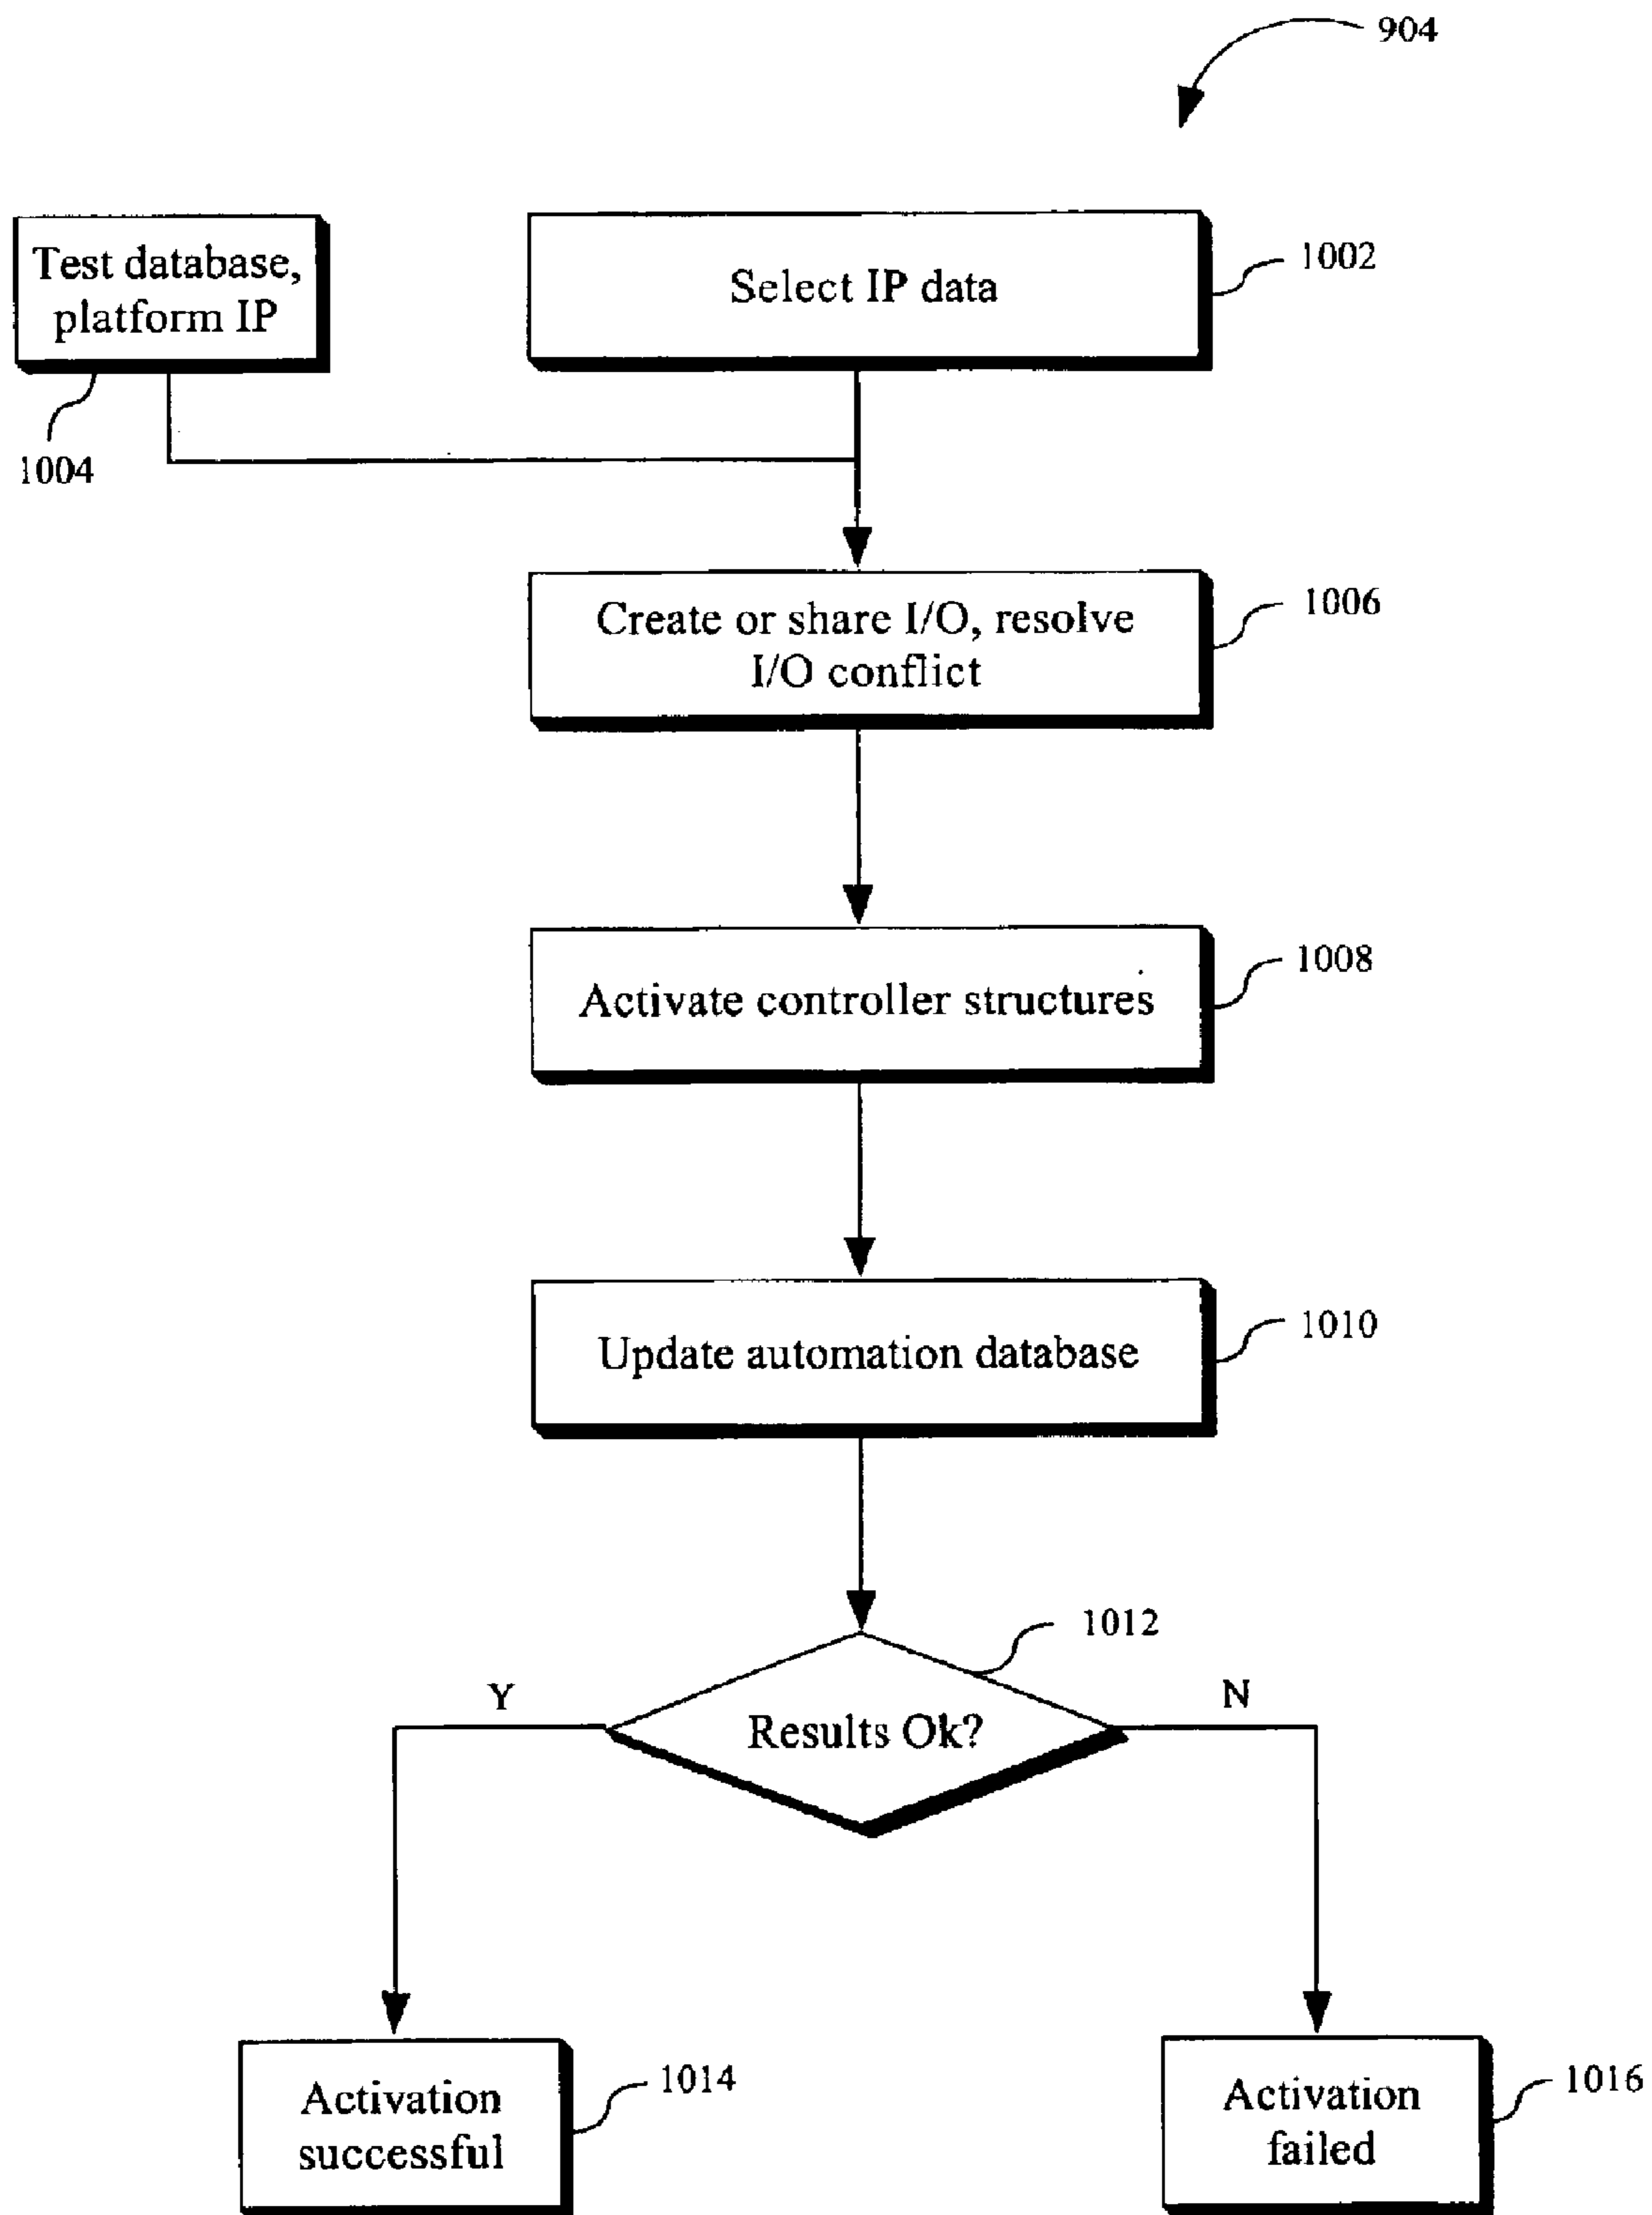 904
Test database,
platform IP
Select IP data
1002
1004
Create or share I/O, resolve
I/O conflict
1006
Activate controller structures
1008
Update automation database
1010
1012
Y
Results Ok?
N
Activation
successful
1014
Activation
failed
1016